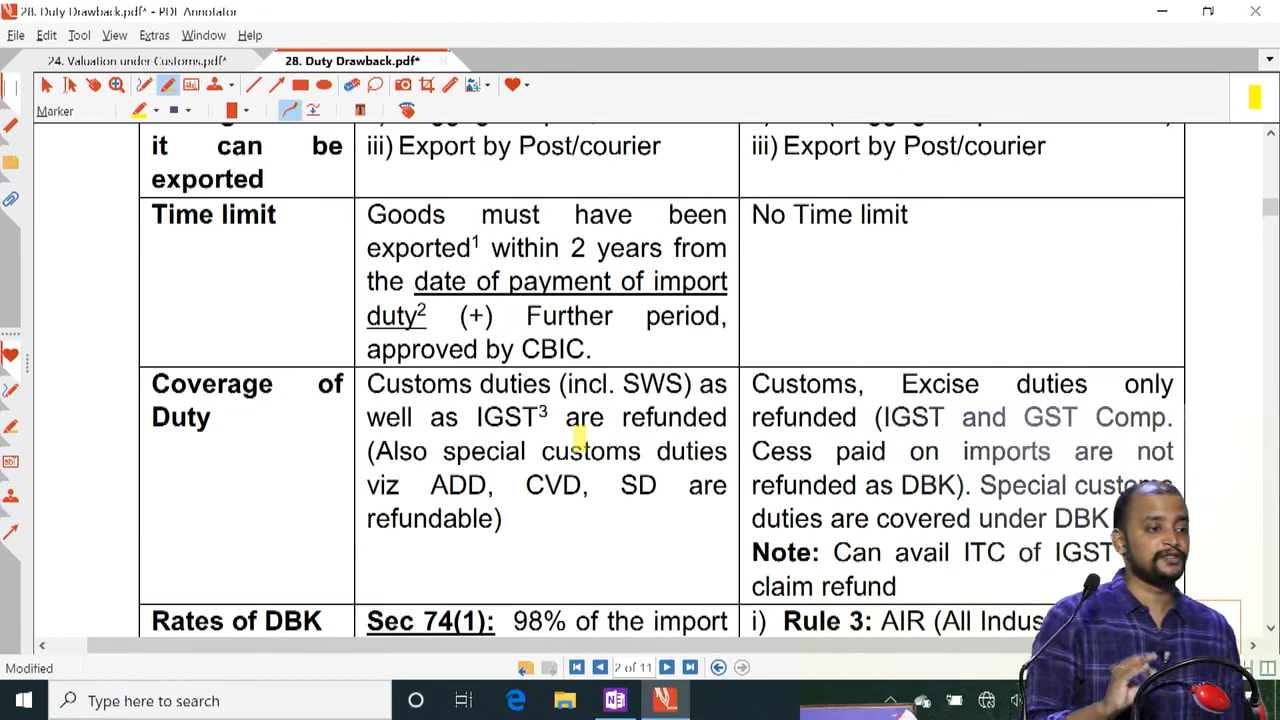 28. Duty Drawback.pdf* - PDF Annotator
File Edit Tool View Extras Window Help
24. Valuation under Customs.pdf*
28. Duty Drawback.pdf*
Marker
it can be
exported
iii) Export by Post/courier
iii) Export by Post/courier
Time limit
Goods must have been
exported1 within 2 years from
the date of payment of import
duty2 (+) Further period,
approved by CBIC.
No Time limit
Coverage of
Duty
Customs duties (incl. SWS) as
well as IGST3 are refunded
(Also special customs duties
viz ADD, CVD, SD are
refundable)
Customs, Excise duties only
refunded (IGST and GST Comp.
Cess paid on imports are not
refunded as DBK). Special customs
duties are covered under DBK
Note: Can avail ITC of IGST
claim refund
Rates of DBK
Sec 74(1): 98% of the import
i) Rule 3: AIR (All Indus
Modified
2 of 11
Type here to search